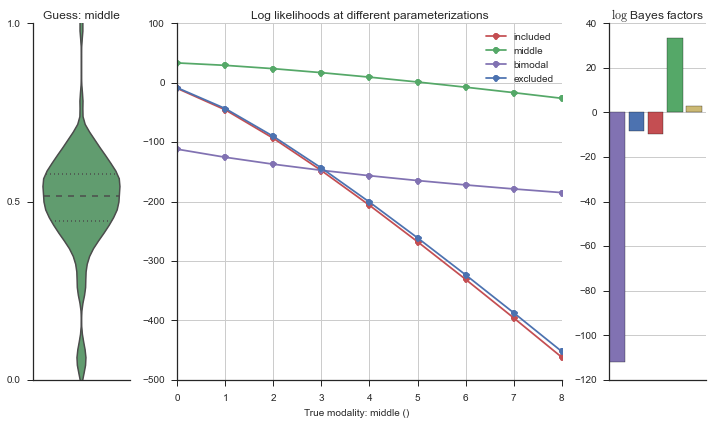 Guess: middle
1.0
0.5
0.0
Log likelihoods at different parameterizations
100
0
−100
−200
−300
−400
−500
0 1 2 3 4 5 6 7 8
True modality: middle ()
included
middle
bimodal
excluded
log Bayes factors
40
20
0
−20
−40
−60
−80
−100
−120